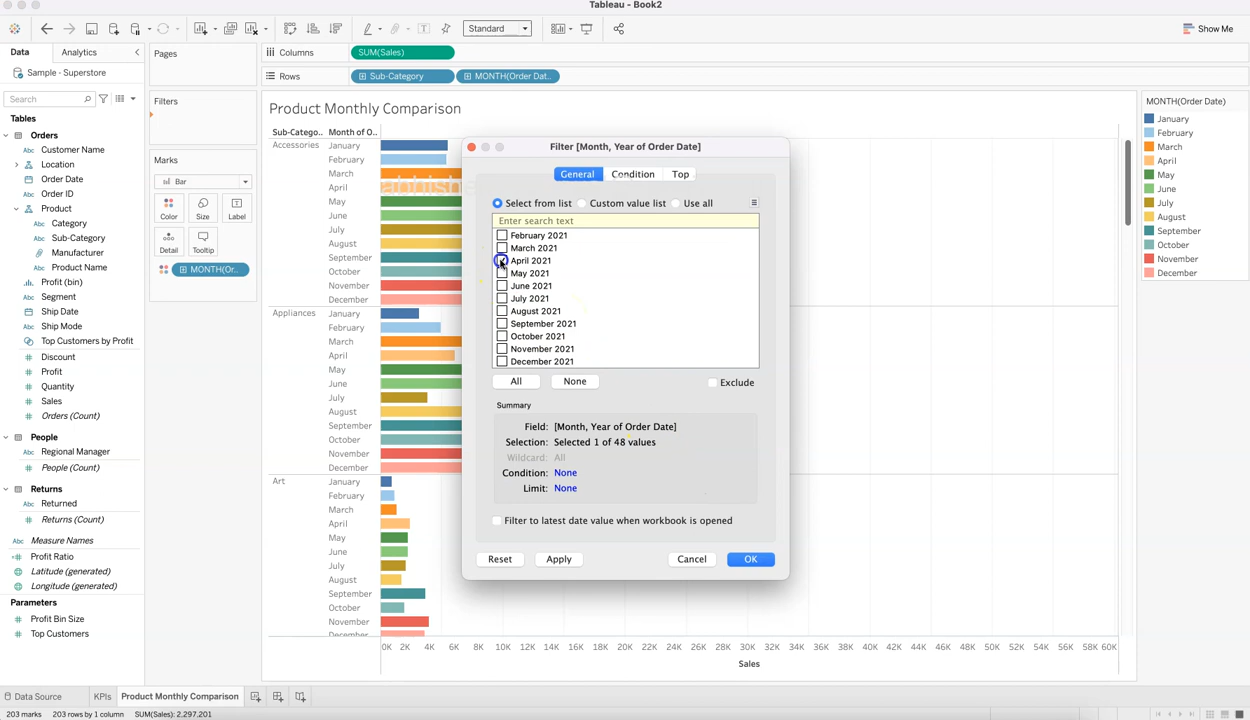 Tableau - Book2
Standard
Show Me
Data
Analytics
Pages
Columns
SUM(Sales)
Sample - Superstore
Rows
Sub-Category
MONTH(Order Dat..
Search
Filters
Product Monthly Comparison
MONTH(Order Date)
January
February
March
April
May
June
July
August
September
October
November
December
Tables
Orders
Customer Name
Location
Order Date
Order ID
Product
Category
Sub-Category
Manufacturer
Product Name
Profit (bin)
Segment
Ship Date
Ship Mode
Top Customers by Profit
Discount
Profit
Quantity
Sales
Orders (Count)
People
Regional Manager
People (Count)
Returns
Returned
Returns (Count)
Measure Names
Profit Ratio
Latitude (generated)
Longitude (generated)
Parameters
Profit Bin Size
Top Customers
Marks
Bar
Color
Size
Label
Detail
Tooltip
MONTH(Or..
Sub-Catego..
Month of O..
Accessories
January
February
March
April
May
June
July
August
September
October
November
December
Appliances
January
February
March
April
May
June
July
August
September
October
November
December
Art
January
February
March
April
May
June
July
August
September
October
November
December
0K 2K 4K 6K 8K 10K 12K 14K 16K 18K 20K 22K 24K 26K 28K 30K 32K 34K 36K 38K 40K 42K 44K 46K 48K 50K 52K 54K 56K 58K 60K
Sales
Filter [Month, Year of Order Date]
General
Condition
Top
Select from list
Custom value list
Use all
Enter search text
February 2021
March 2021
April 2021
May 2021
June 2021
July 2021
August 2021
September 2021
October 2021
November 2021
December 2021
All
None
Exclude
Summary
Field: [Month, Year of Order Date]
Selection: Selected 1 of 48 values
Wildcard: All
Condition: None
Limit: None
Filter to latest date value when workbook is opened
Reset
Apply
Cancel
OK
Data Source
KPIs
Product Monthly Comparison
203 marks
203 rows by 1 column
SUM(Sales): 2,297,201